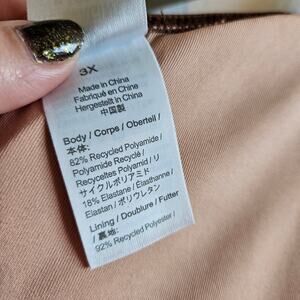 3X
Made in China
Fabriqué en Chine
Hergestellt in China
中国製
Body / Corps / Oberteil /
本体:
82% Recycled Polyamide /
Polyamide Recyclé /
Recyceltes Polyamid / リ
サイクルポリアミド
18% Elastane / Élasthanne /
Elastan / ポリウレタン
Lining / Doublure / Futter
/ 裏地:
92% Recycled Polyester /